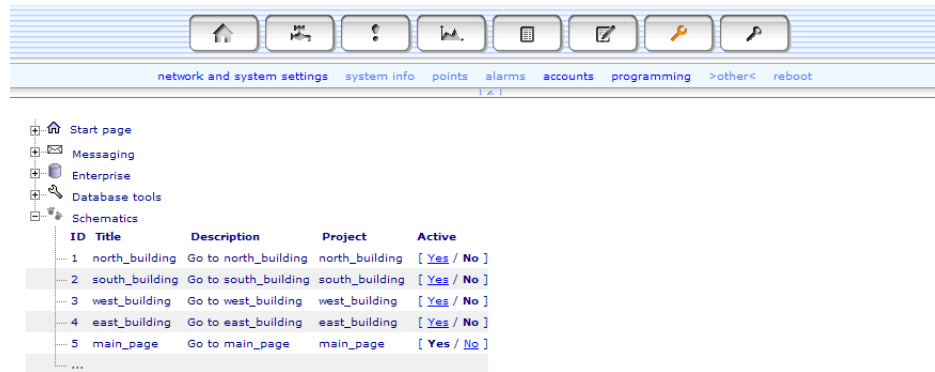 network and system settings system info points alarms accounts programming >other< reboot
Start page
Messaging
Enterprise
Database tools
Schematics
ID Title Description Project Active
1 north_building Go to north_building north_building [ Yes / No ]
2 south_building Go to south_building south_building [ Yes / No ]
3 west_building Go to west_building west_building [ Yes / No ]
4 east_building Go to east_building east_building [ Yes / No ]
5 main_page Go to main_page main_page [ Yes / No ]
...